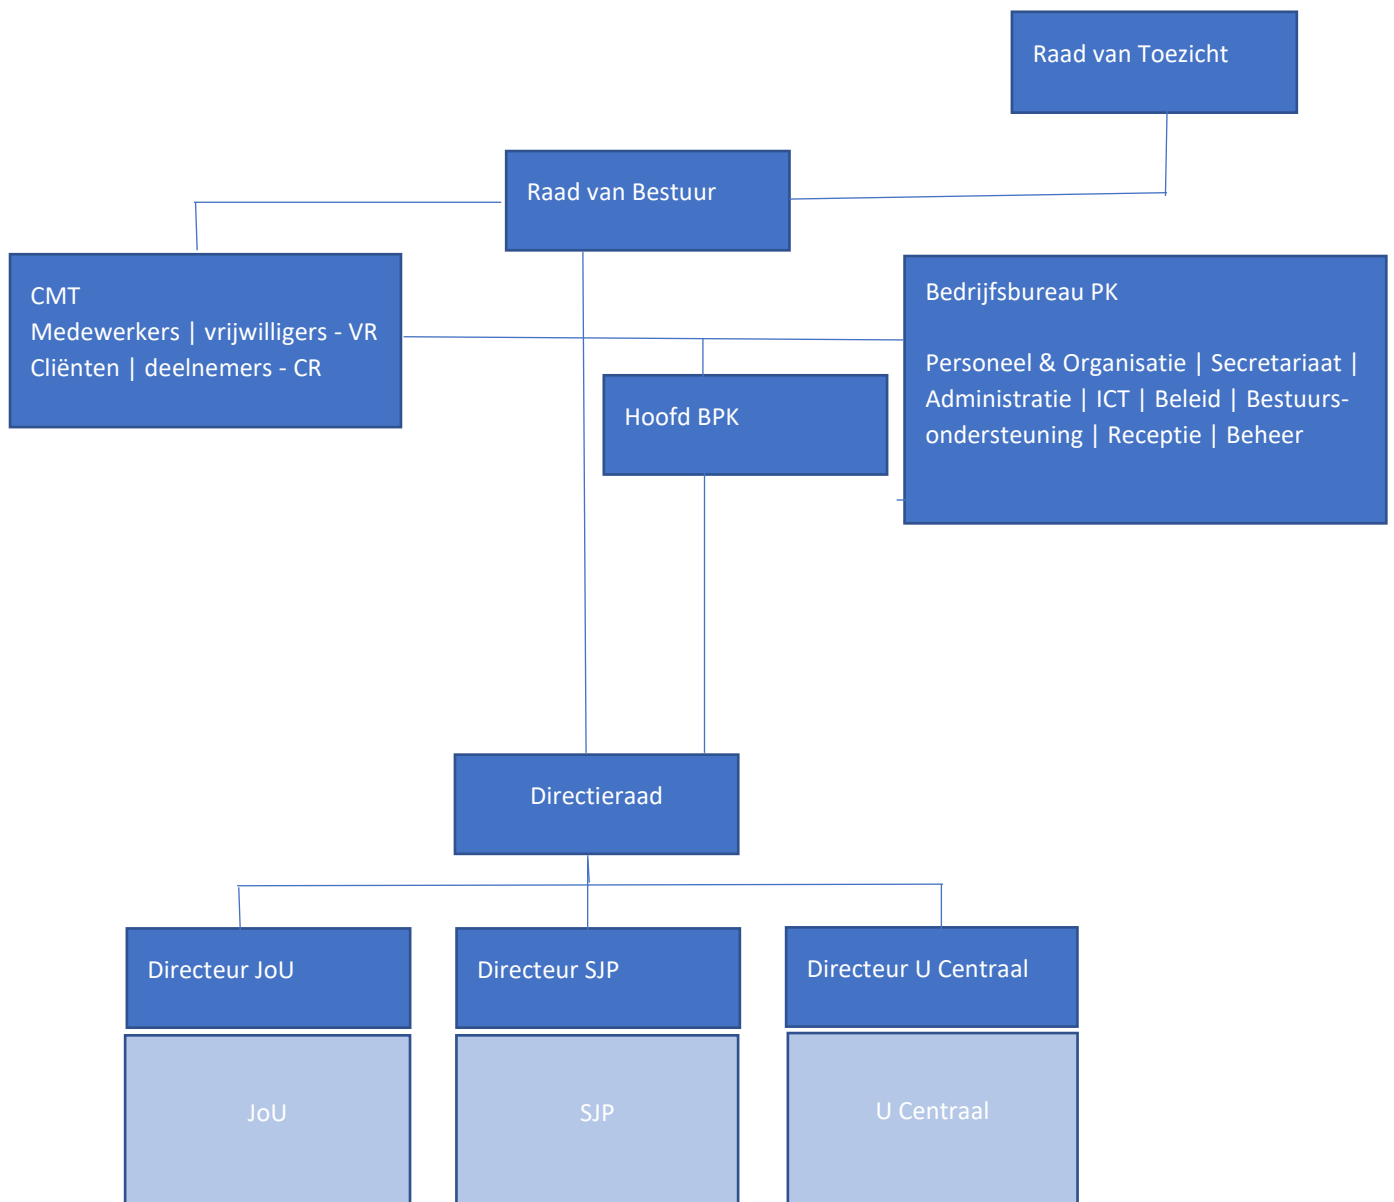 Raad van Toezicht
Raad van Bestuur
CMT
Medewerkers | vrijwilligers - VR
Cliënten | deelnemers - CR
Bedrijfsbureau PK
Personeel & Organisatie | Secretariaat |
Administratie | ICT | Beleid | Bestuurs-
ondersteuning | Receptie | Beheer
Hoofd BPK
Directieraad
Directeur JoU
Directeur SJP
Directeur U Centraal
JoU
SJP
U Centraal